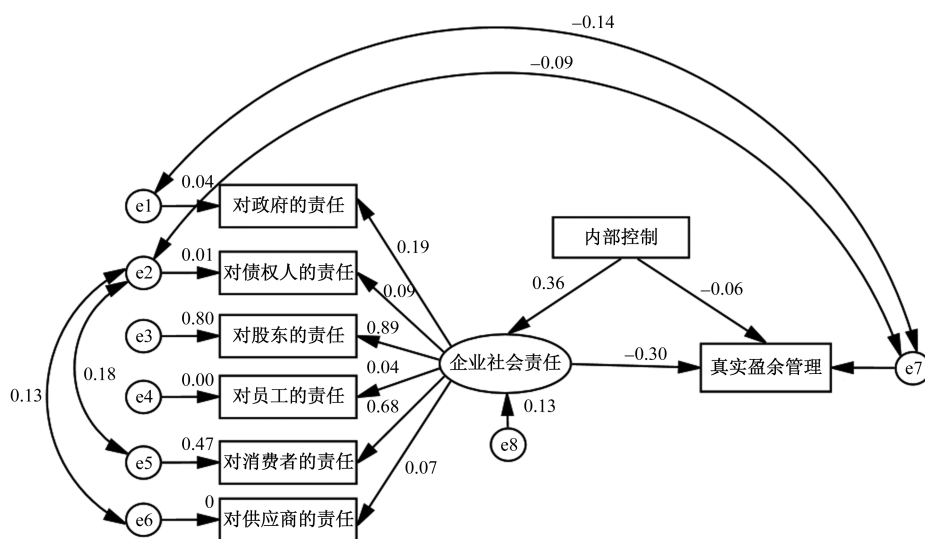 –0.14
–0.09
e1
0.04
对政府的责任
e2
0.01
对债权人的责任
e3
0.80
对股东的责任
e4
0.00
对员工的责任
e5
0.47
对消费者的责任
e6
0
对供应商的责任
0.13
0.18
0.19
0.09
0.89
0.04
0.68
0.07
企业社会责任
0.13
e8
内部控制
0.36
–0.06
–0.30
真实盈余管理
e7